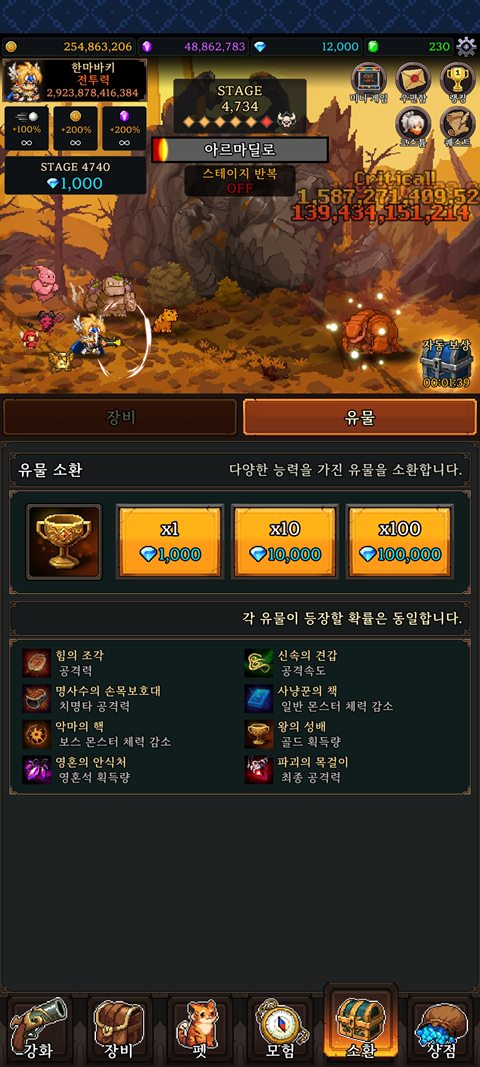 254,863,206
48,862,783
12,000
230
한마바키
전투력
2,923,878,416,384
STAGE
4,734
미니 게임
우편함
랭킹
+100%
+200%
+200%
∞
∞
∞
아르마딜로
코스튬
퀘스트
STAGE 4740
1,000
스테이지 반복
OFF
Critical!
1,587,271,409,52
139,434,151,214
자동 보상
00:01:39
장비
유물
유물 소환
다양한 능력을 가진 유물을 소환합니다.
x1
1,000
x10
10,000
x100
100,000
각 유물이 등장할 확률은 동일합니다.
힘의 조각
공격력
신속의 견갑
공격속도
명사수의 손목보호대
치명타 공격력
사냥꾼의 책
일반 몬스터 체력 감소
악마의 핵
보스 몬스터 체력 감소
왕의 성배
골드 획득량
영혼의 안식처
영혼석 획득량
파괴의 목걸이
최종 공격력
강화
장비
펫
모험
소환
상점